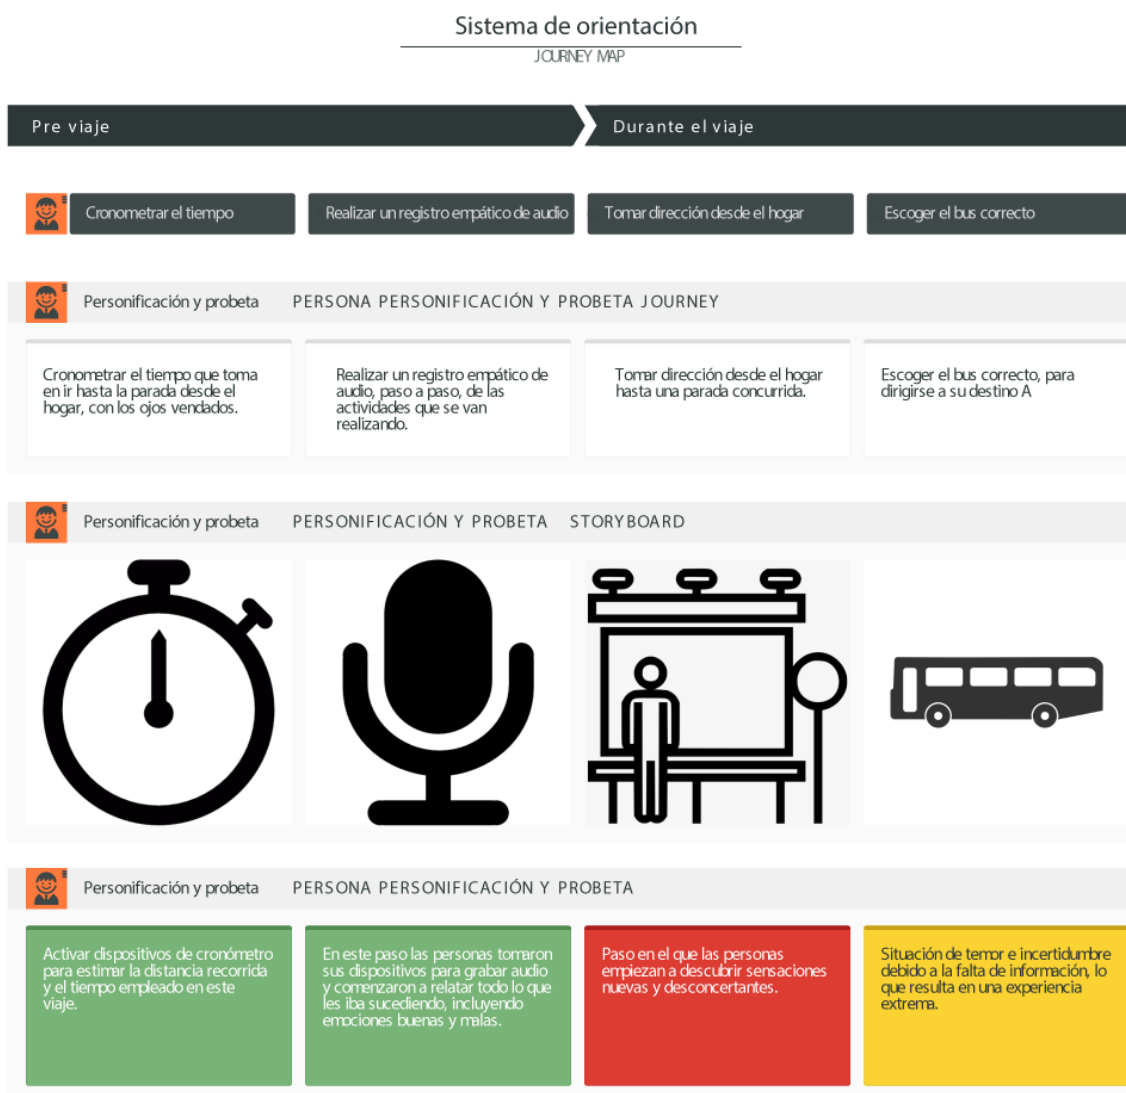 Sistema de orientación
JOURNEY MAP
Pre viaje
Durante el viaje
Cronometrar el tiempo
Realizar un registro empático de audio
Tomar dirección desde el hogar
Escoger el bus correcto
Personificación y probeta PERSONA PERSONIFICACIÓN Y PROBETA JOURNEY
Cronometrar el tiempo que toma
en ir hasta la parada desde el
hogar, con los ojos vendados.
Realizar un registro empático de
audio, paso a paso, de las
actividades que se van
realizando.
Tomar dirección desde el hogar
hasta una parada concurrida.
Escoger el bus correcto, para
dirigirse a su destino A
Personificación y probeta PERSONIFICACIÓN Y PROBETA STORYBOARD
Personificación y probeta PERSONA PERSONIFICACIÓN Y PROBETA
Activar dispositivos de cronómetro
para estimar la distancia recorrida
y el tiempo empleado en este
viaje.
En este paso las personas tomaron
sus dispositivos para grabar audio
y comenzaron a relatar todo lo que
les iba sucediendo, incluyendo
emociones buenas y malas.
Paso en el que las personas
empiezan a descubrir sensaciones
nuevas y desconcertantes.
Situación de temor e incertidumbre
debido a la falta de información, lo
que resulta en una experiencia
extrema.